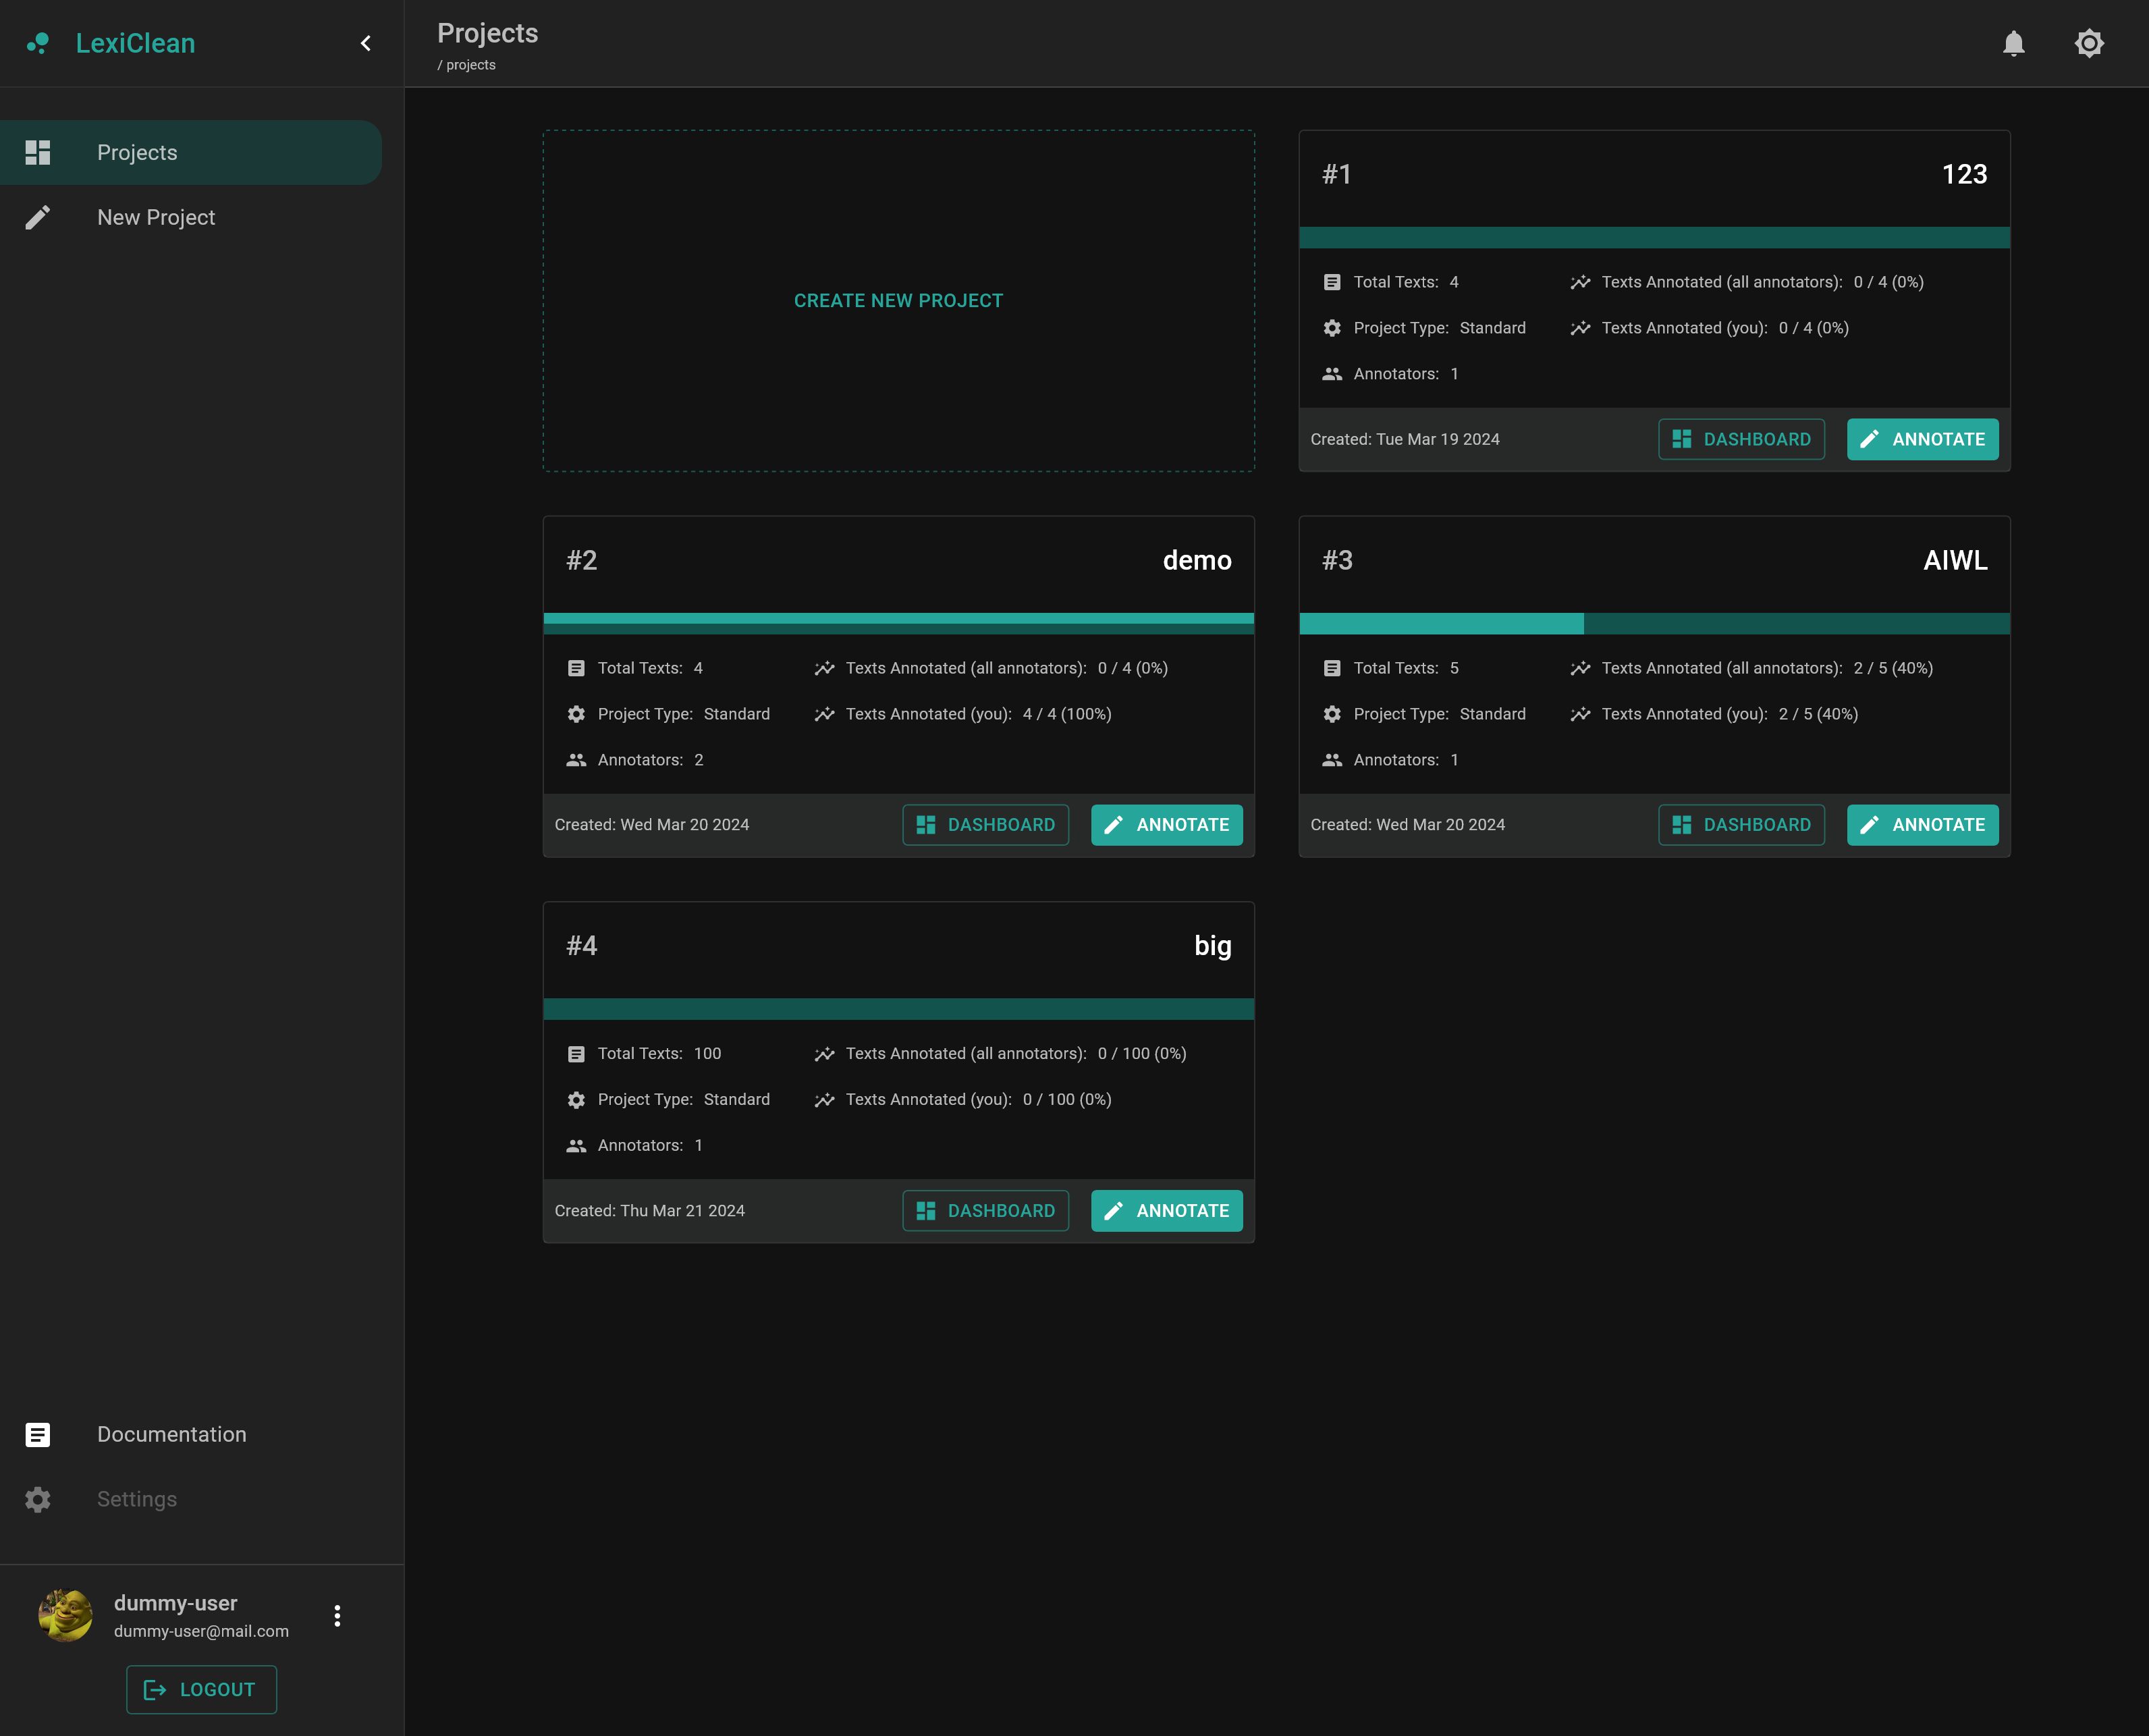 LexiClean
Projects
/ projects
Projects
New Project
CREATE NEW PROJECT
#1 123
Total Texts: 4 Texts Annotated (all annotators): 0 / 4 (0%)
Project Type: Standard Texts Annotated (you): 0 / 4 (0%)
Annotators: 1
Created: Tue Mar 19 2024 DASHBOARD ANNOTATE
#2 demo
Total Texts: 4 Texts Annotated (all annotators): 0 / 4 (0%)
Project Type: Standard Texts Annotated (you): 4 / 4 (100%)
Annotators: 2
Created: Wed Mar 20 2024 DASHBOARD ANNOTATE
#3 AIWL
Total Texts: 5 Texts Annotated (all annotators): 2 / 5 (40%)
Project Type: Standard Texts Annotated (you): 2 / 5 (40%)
Annotators: 1
Created: Wed Mar 20 2024 DASHBOARD ANNOTATE
#4 big
Total Texts: 100 Texts Annotated (all annotators): 0 / 100 (0%)
Project Type: Standard Texts Annotated (you): 0 / 100 (0%)
Annotators: 1
Created: Thu Mar 21 2024 DASHBOARD ANNOTATE
Documentation
Settings
dummy-user
dummy-user@mail.com
LOGOUT